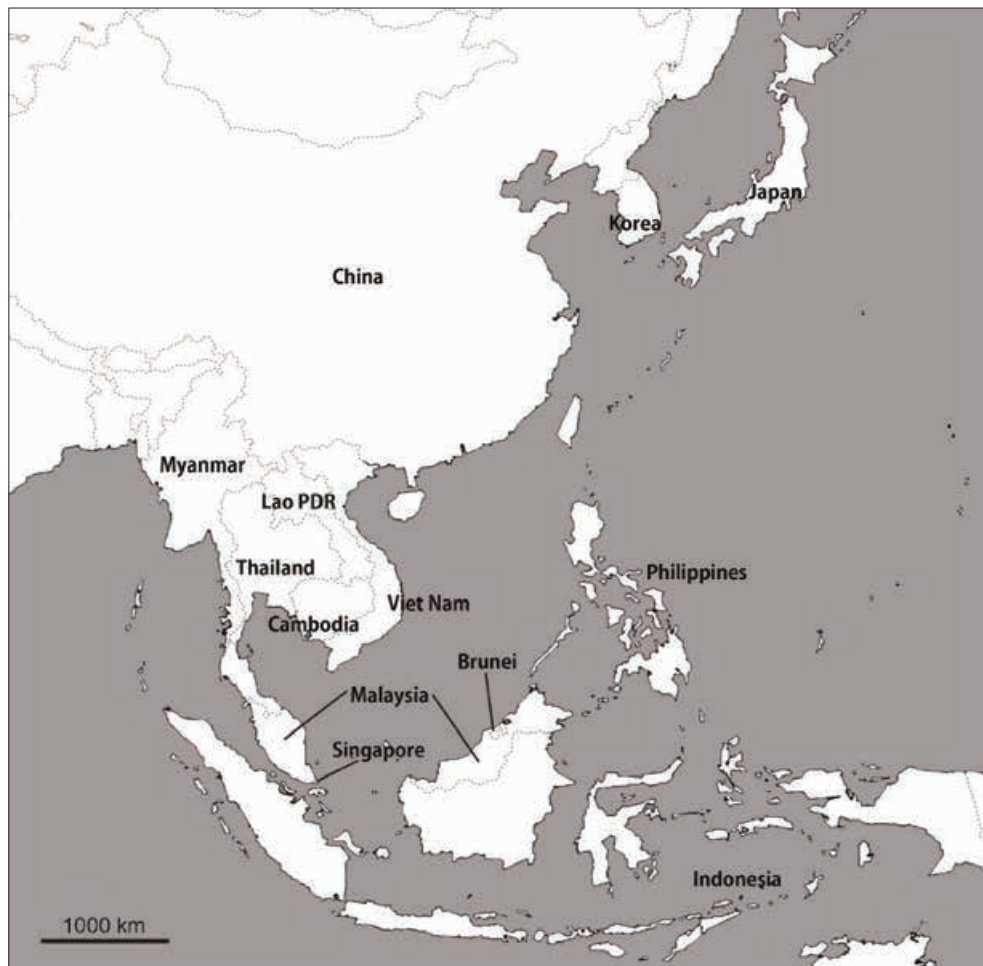 Japan
Korea
China
Myanmar
Lao PDR
Thailand
Philippines
Viet Nam
Cambodia
Brunei
Malaysia
Singapore
Indonesia
1000 km